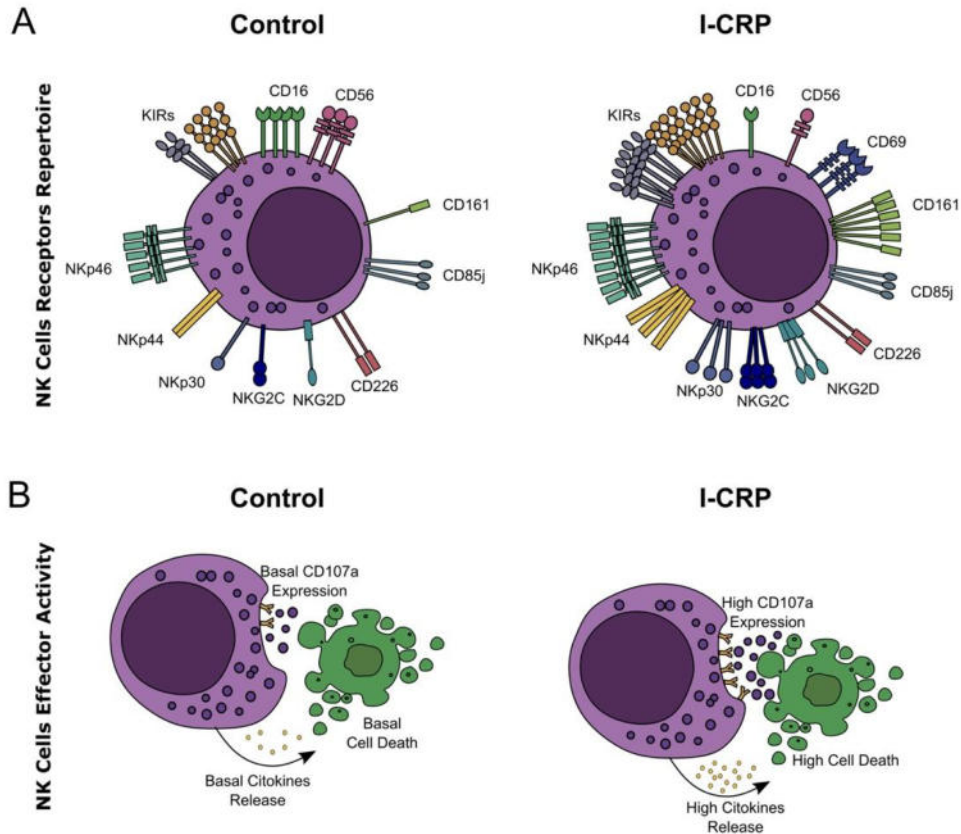 A
Control
I-CRP
NK Cells Receptors Repertoire
KIRs
CD16
CD56
CD161
CD85j
CD226
NKG2D
NKG2C
NKp30
NKp44
NKp46
KIRs
CD16
CD56
CD69
CD161
CD85j
CD226
NKG2D
NKG2C
NKp30
NKp44
NKp46
B
Control
I-CRP
NK Cells Effector Activity
Basal CD107a
Expression
Basal
Cell Death
Basal Citokines
Release
High CD107a
Expression
High Cell Death
High Citokines
Release